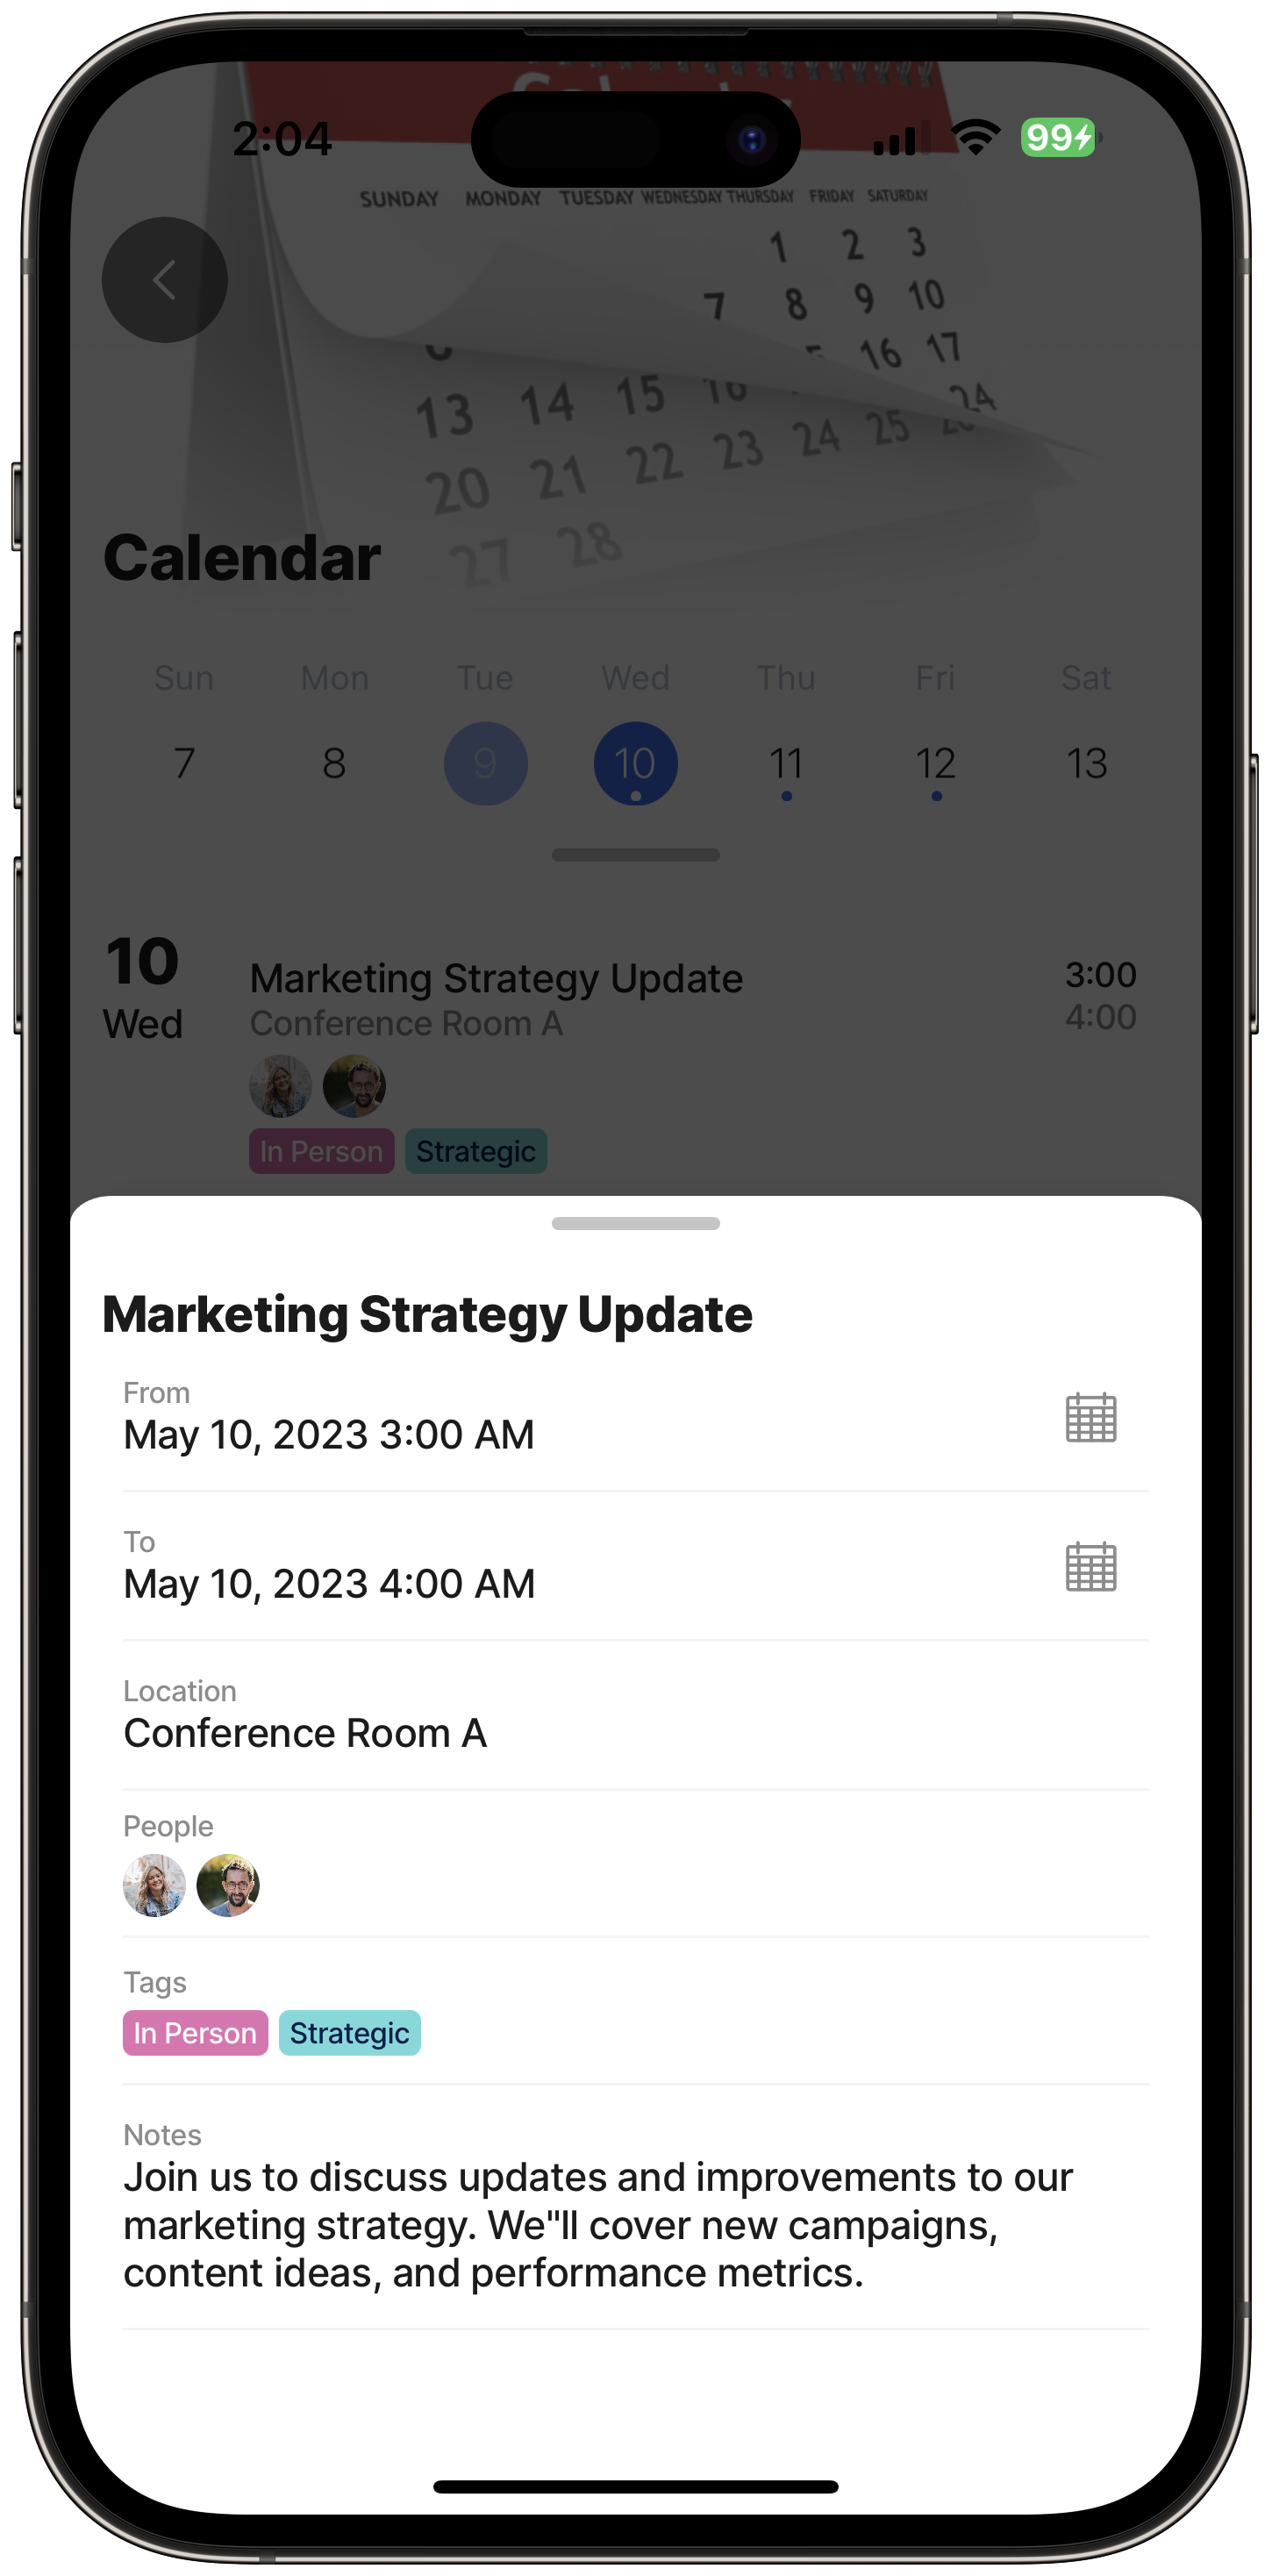 2:04
99
SUNDAY MONDAY TUESDAY WEDNESDAY THURSDAY FRIDAY SATURDAY
1 2 3
7 8 9 10
16 17
13 14 15 16 24
20 21 22 23 24 25
27 28
Calendar
Sun Mon Tue Wed Thu Fri Sat
7 8 9 10 11 12 13
10
Wed
Marketing Strategy Update 3:00
Conference Room A 4:00
In Person Strategic
Marketing Strategy Update
From
May 10, 2023 3:00 AM
To
May 10, 2023 4:00 AM
Location
Conference Room A
People
Tags
In Person Strategic
Notes
Join us to discuss updates and improvements to our
marketing strategy. We"ll cover new campaigns,
content ideas, and performance metrics.